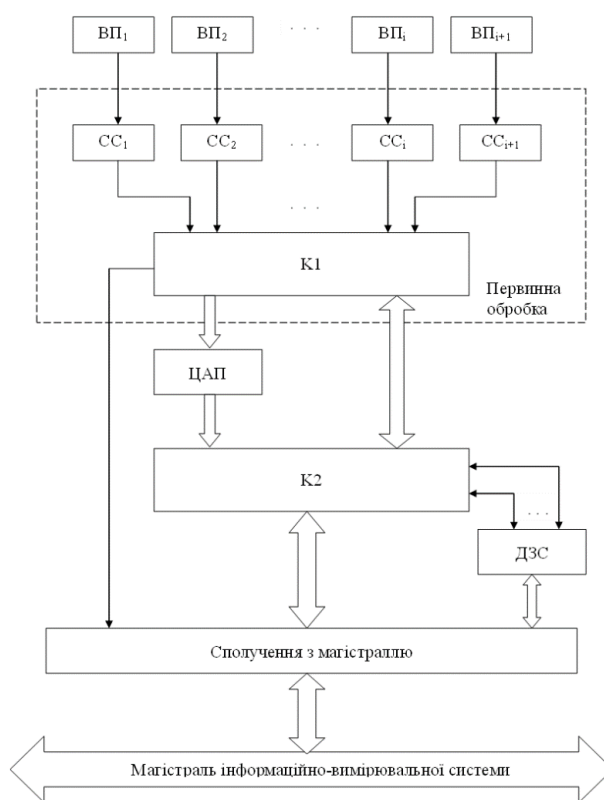 ВП1 ВП2 . . . ВПi ВПi+1
СС1 СС2 . . . ССi ССi+1
. . .
К1
Первинна
обробка
ЦАП
К2
. . .
ДЗС
Сполучення з магістраллю
Магістраль інформаційно-вимірювальної системи